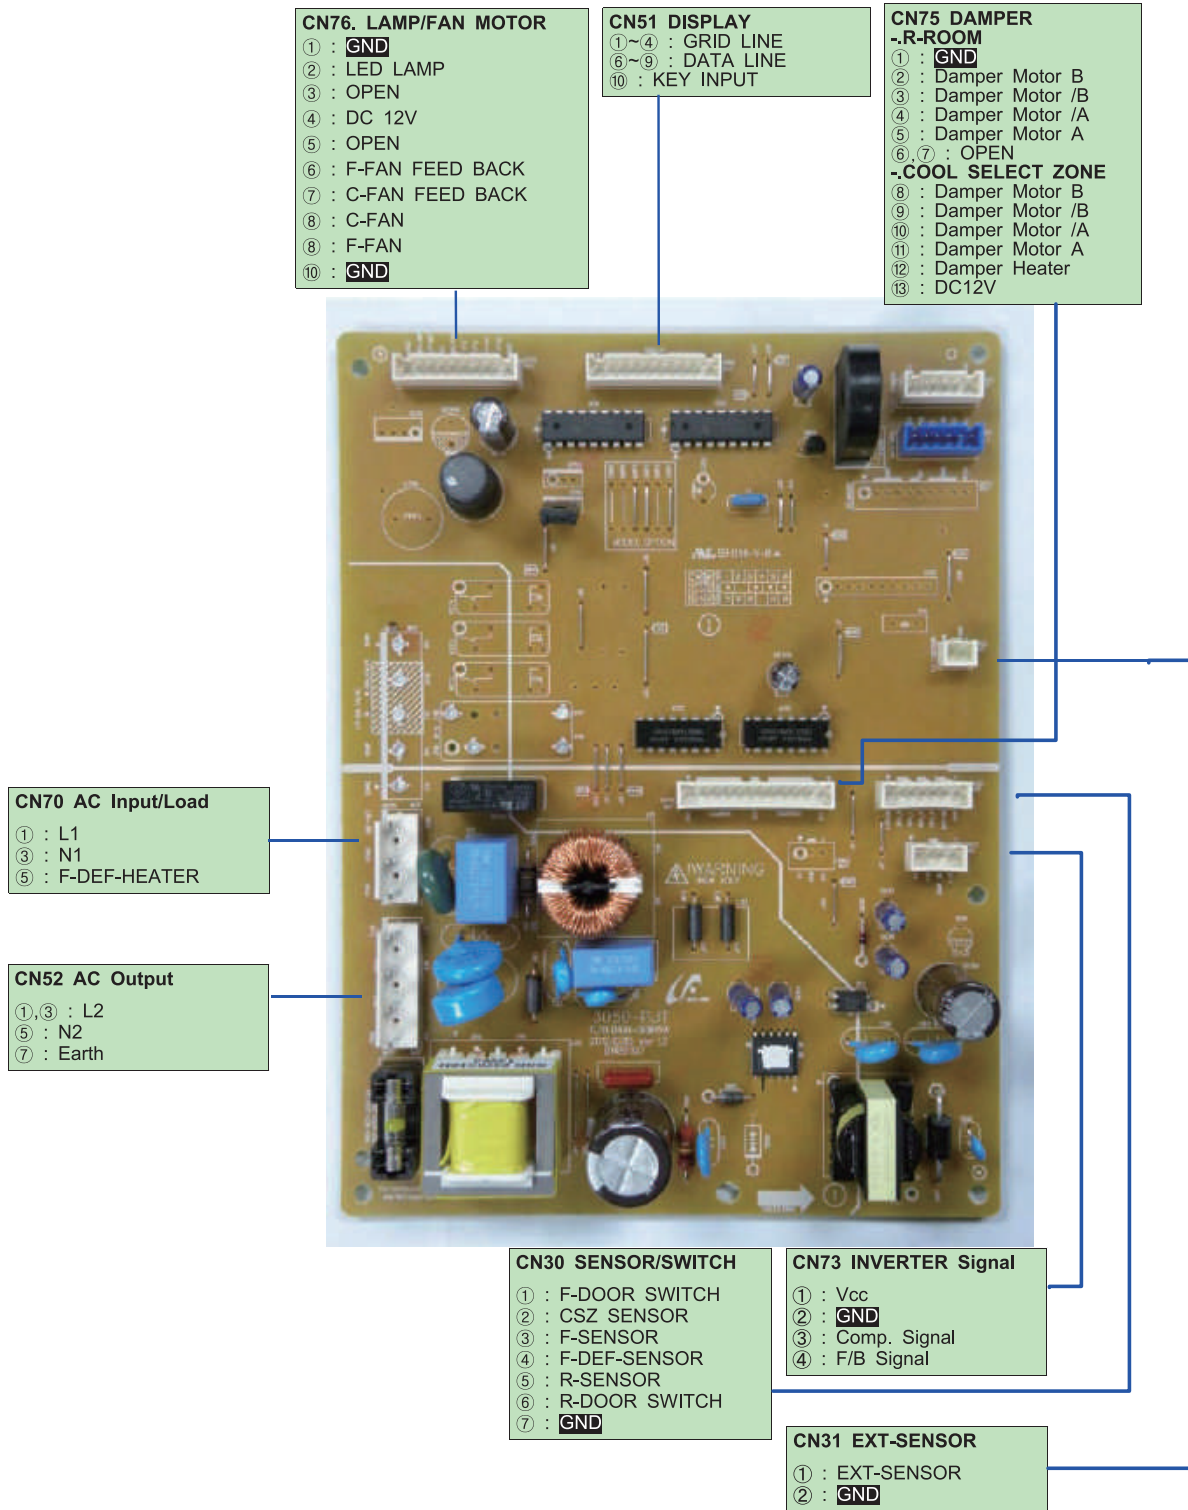 CN76. LAMP/FAN MOTOR
① : GND
② : LED LAMP
③ : OPEN
④ : DC 12V
⑤ : OPEN
⑥ : F-FAN FEED BACK
⑦ : C-FAN FEED BACK
⑧ : C-FAN
⑧ : F-FAN
⑩ : GND
CN51 DISPLAY
①~④ : GRID LINE
⑥~⑨ : DATA LINE
⑩ : KEY INPUT
CN75 DAMPER
-.R-ROOM
① : GND
② : Damper Motor B
③ : Damper Motor /B
④ : Damper Motor /A
⑤ : Damper Motor A
⑥,⑦ : OPEN
-.COOL SELECT ZONE
⑧ : Damper Motor B
⑨ : Damper Motor /B
⑩ : Damper Motor /A
⑪ : Damper Motor A
⑫ : Damper Heater
⑬ : DC12V
CN70 AC Input/Load
① : L1
③ : N1
⑤ : F-DEF-HEATER
CN52 AC Output
①,③ : L2
⑤ : N2
⑦ : Earth
WARNING
CN30 SENSOR/SWITCH
① : F-DOOR SWITCH
② : CSZ SENSOR
③ : F-SENSOR
④ : F-DEF-SENSOR
⑤ : R-SENSOR
⑥ : R-DOOR SWITCH
⑦ : GND
CN73 INVERTER Signal
① : Vcc
② : GND
③ : Comp. Signal
④ : F/B Signal
CN31 EXT-SENSOR
① : EXT-SENSOR
② : GND